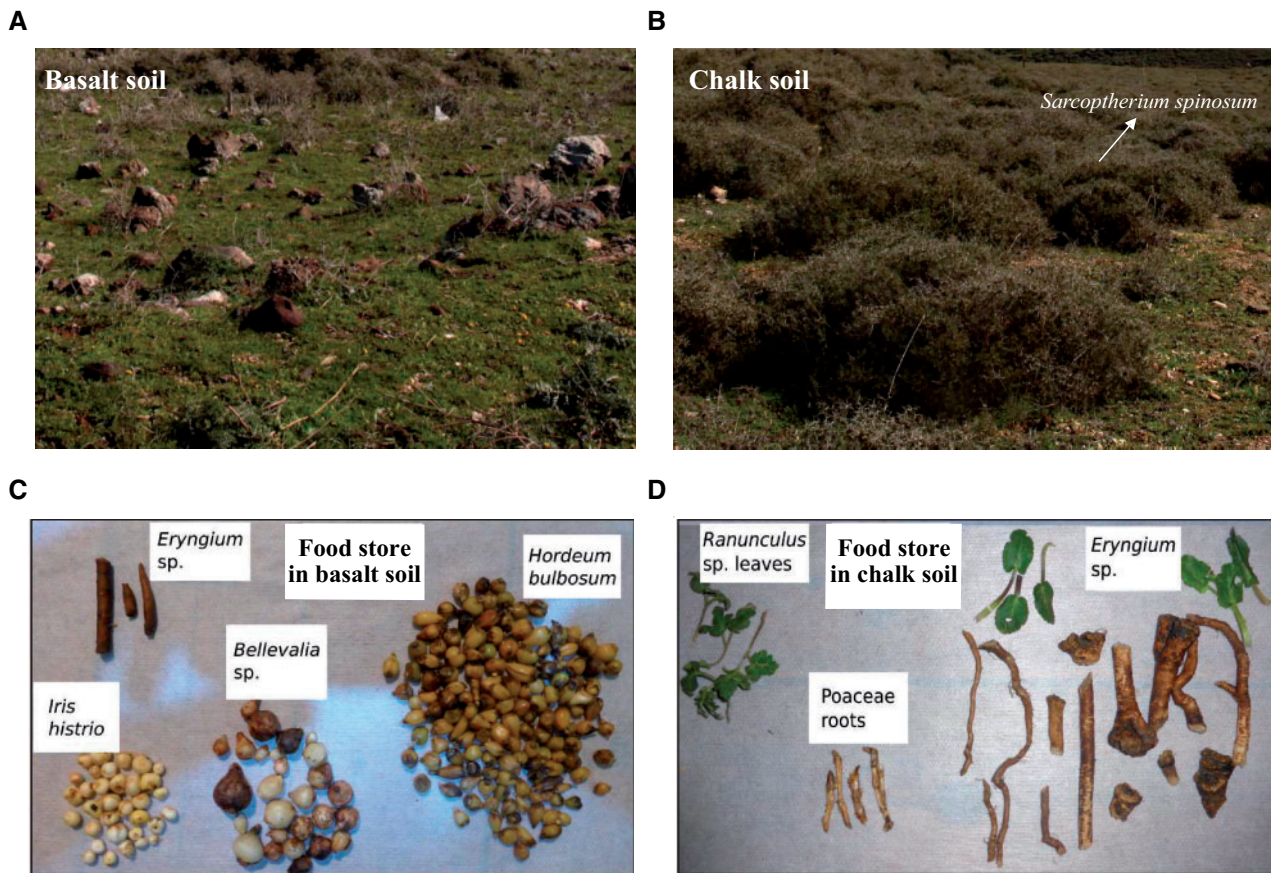 A
B
Basalt soil
Chalk soil
Sarcoptherium spinosum
C
D
Eryngium
sp.
Food store
in basalt soil
Hordeum
bulbosum
Bellevalia
sp.
Iris
histrio
Ranunculus
sp. leaves
Food store
in chalk soil
Eryngium
sp.
Poaceae
roots